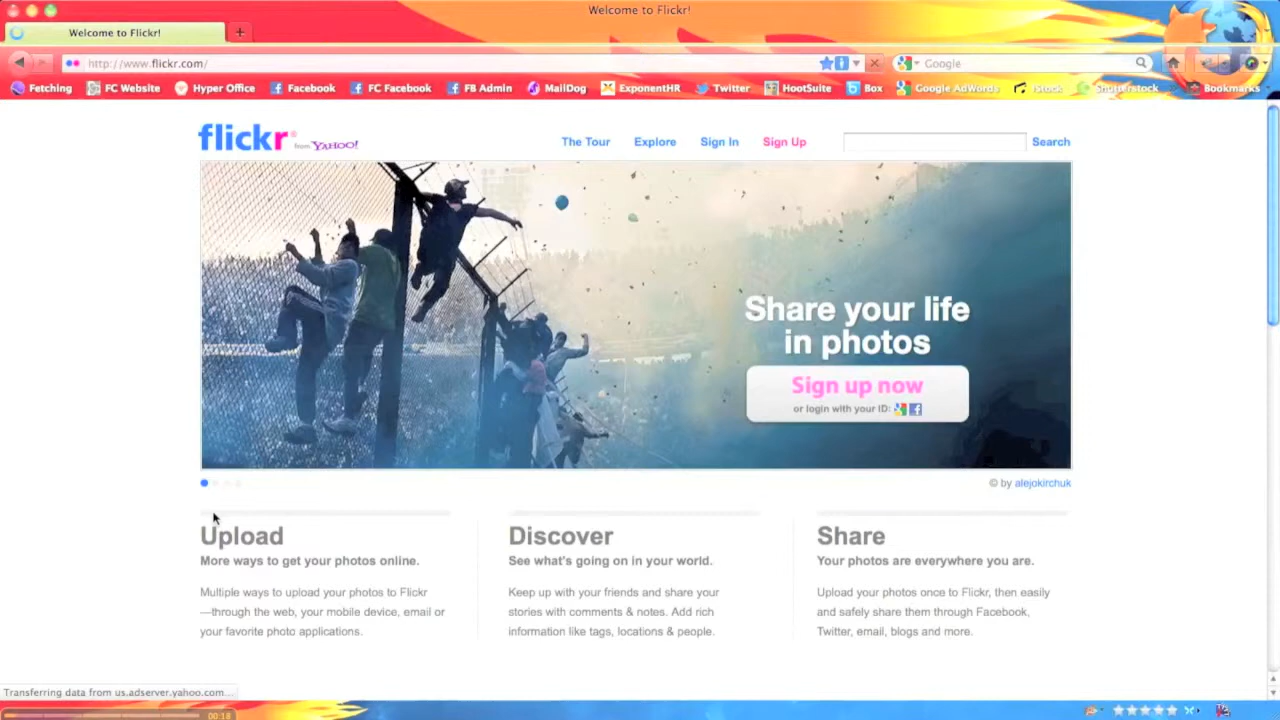 Welcome to Flickr!
Welcome to Flickr!
http://www.flickr.com/
Google
Fetching FC Website Hyper Office Facebook FC Facebook FB Admin MailDog ExponentHR Twitter HootSuite Box Google AdWords iStock Shutterstock Bookmarks
flickr from YAHOO!
The Tour Explore Sign In Sign Up Search
Share your life
in photos
Sign up now
or login with your ID:
© by alejokirchuk
Upload
More ways to get your photos online.
Multiple ways to upload your photos to Flickr
—through the web, your mobile device, email or
your favorite photo applications.
Discover
See what's going on in your world.
Keep up with your friends and share your
stories with comments & notes. Add rich
information like tags, locations & people.
Share
Your photos are everywhere you are.
Upload your photos once to Flickr, then easily
and safely share them through Facebook,
Twitter, email, blogs and more.
Transferring data from us.adserver.yahoo.com...
00:18